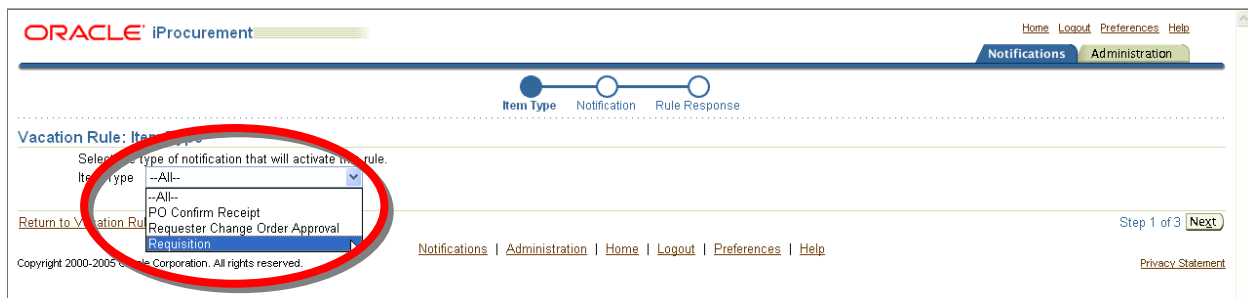 ORACLE® iProcurement
Home Logout Preferences Help
Notifications Administration
Item Type Notification Rule Response
Vacation Rule: Item Type
Select the type of notification that will activate this rule.
Item Type --All--
--All--
PO Confirm Receipt
Requester Change Order Approval
Requisition
Return to Vacation Rul
Step 1 of 3 Next
Notifications | Administration | Home | Logout | Preferences | Help
Copyright 2000-2005 Oracle Corporation. All rights reserved.
Privacy Statement